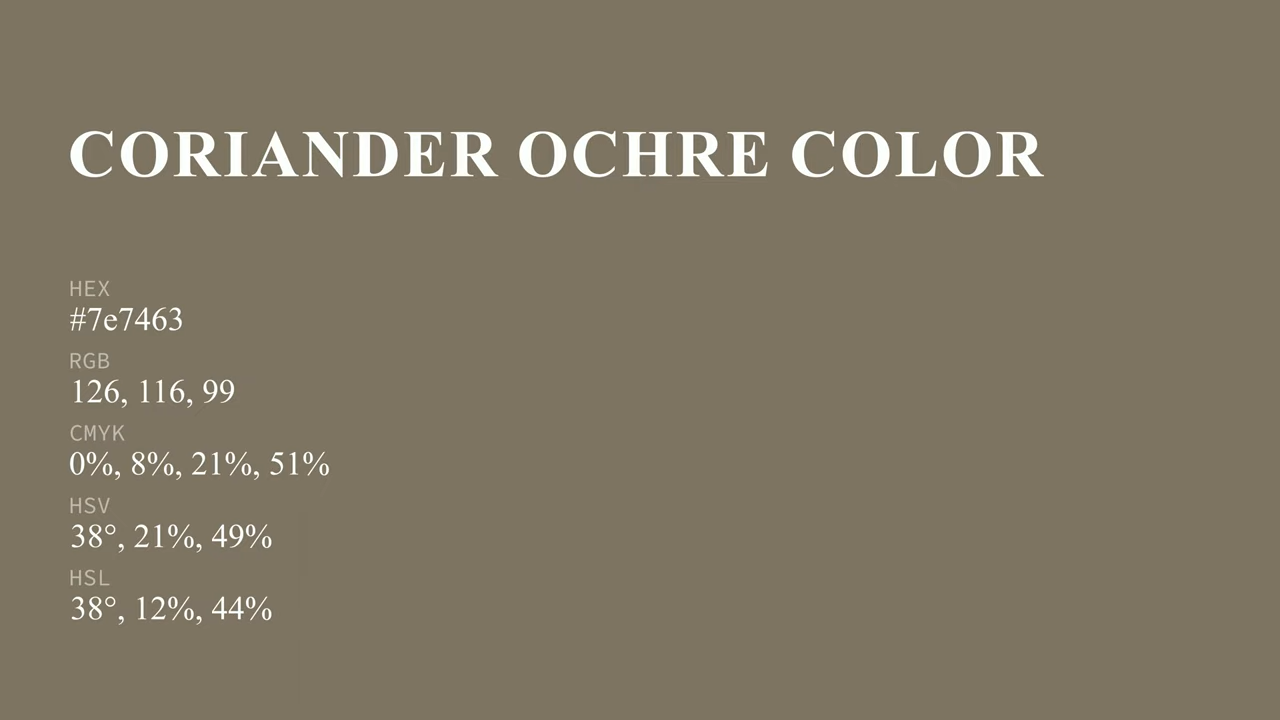 CORIANDER OCHRE COLOR
HEX
#7e7463
RGB
126, 116, 99
CMYK
0%, 8%, 21%, 51%
HSV
38°, 21%, 49%
HSL
38°, 12%, 44%